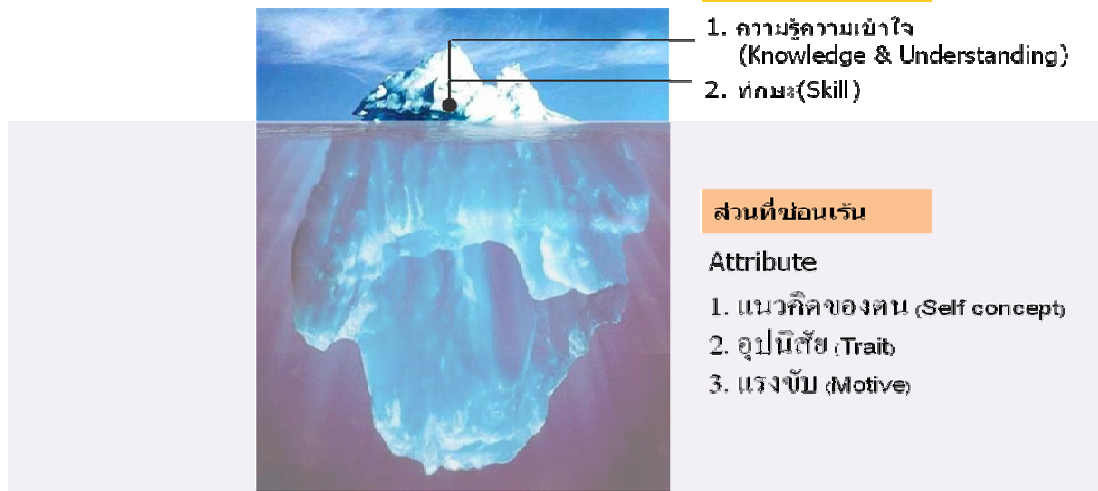 1. ความรู้ความเข้าใจ
(Knowledge & Understanding)
2. ทักษะ(Skill)
ส่วนที่ซ่อนเร้น
Attribute
1. แนวคิดของตน (Self concept)
2. อุปนิสัย (Trait)
3. แรงขับ (Motive)